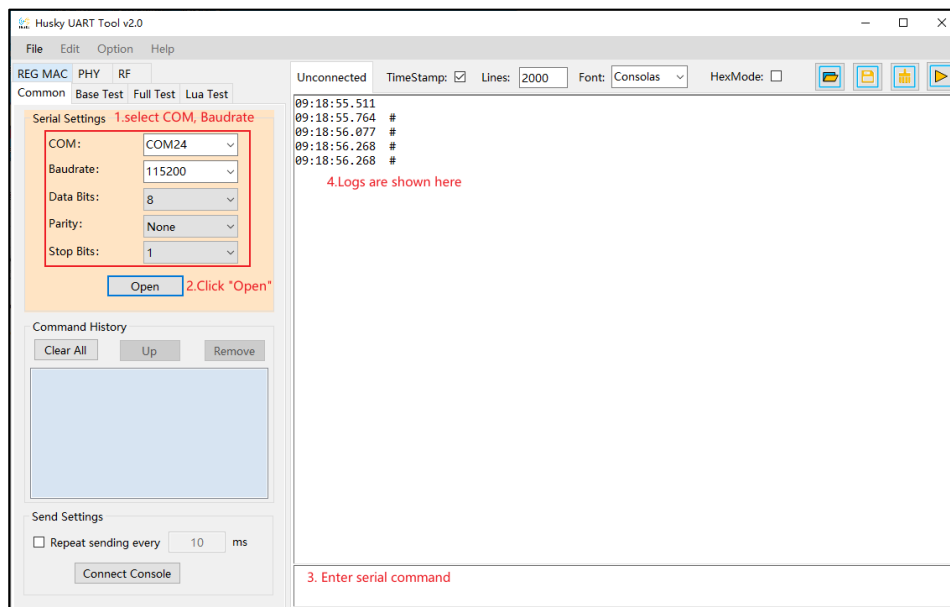 Husky UART Tool v2.0
File Edit Option Help
REG MAC PHY RF
Common Base Test Full Test Lua Test
Serial Settings 1.select COM, Baudrate
COM: COM24
Baudrate: 115200
Data Bits: 8
Parity: None
Stop Bits: 1
Open 2.Click "Open"
Command History
Clear All Up Remove
Send Settings
Repeat sending every 10 ms
Connect Console
Unconnected TimeStamp: Lines: 2000 Font: Consolas HexMode:
09:18:55.511
09:18:55.764 #
09:18:56.077 #
09:18:56.268 #
09:18:56.268 #
4.Logs are shown here
3. Enter serial command